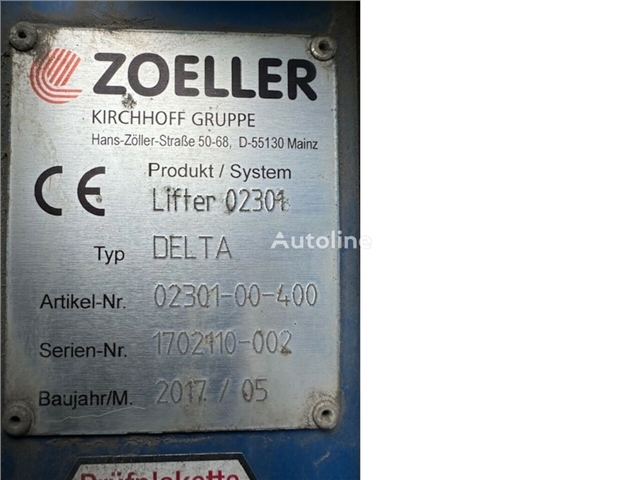 ZOELLER
KIRCHHOFF GRUPPE
Hans-Zöller-Straße 50-68, D-55130 Mainz
CE Produkt / System
Lifter 02301
Typ DELTA
Artikel-Nr. 02301-00-400
Serien-Nr. 1702110-002
Baujahr/M. 2017 / 05
Autoline
Prüfplakette